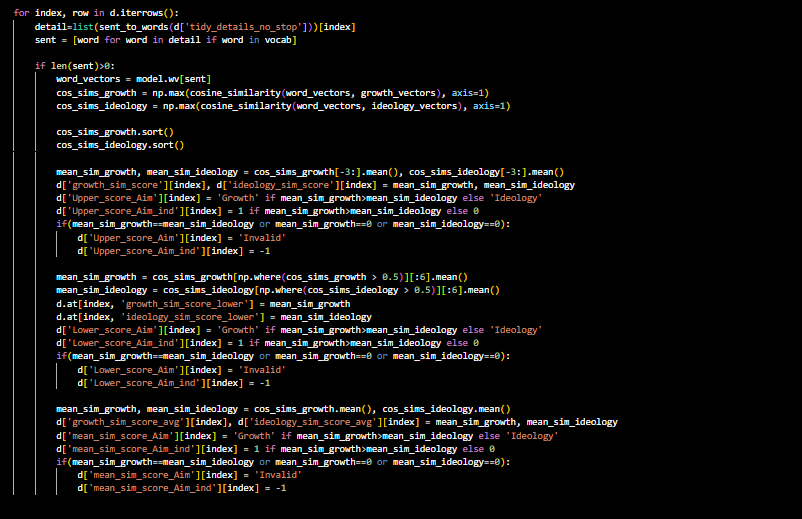 for index, row in d.iterrows():
    detail=list(sent_to_words(d['tidy_details_no_stop']))[index]
    sent = [word for word in detail if word in vocab]

    if len(sent)>0:
        word_vectors = model.wv[sent]
        cos_sims_growth = np.max(cosine_similarity(word_vectors, growth_vectors), axis=1)
        cos_sims_ideology = np.max(cosine_similarity(word_vectors, ideology_vectors), axis=1)

        cos_sims_growth.sort()
        cos_sims_ideology.sort()

        mean_sim_growth, mean_sim_ideology = cos_sims_growth[-3:].mean(), cos_sims_ideology[-3:].mean()
        d['growth_sim_score'][index], d['ideology_sim_score'][index] = mean_sim_growth, mean_sim_ideology
        d['Upper_score_Aim'][index] = 'Growth' if mean_sim_growth>mean_sim_ideology else 'Ideology'
        d['Upper_score_Aim_ind'][index] = 1 if mean_sim_growth>mean_sim_ideology else 0
        if(mean_sim_growth==mean_sim_ideology or mean_sim_growth==0 or mean_sim_ideology==0):
            d['Upper_score_Aim'][index] = 'Invalid'
            d['Upper_score_Aim_ind'][index] = -1

        mean_sim_growth = cos_sims_growth[np.where(cos_sims_growth > 0.5)][:6].mean()
        mean_sim_ideology = cos_sims_ideology[np.where(cos_sims_ideology > 0.5)][:6].mean()
        d.at[index, 'growth_sim_score_lower'] = mean_sim_growth
        d.at[index, 'ideology_sim_score_lower'] = mean_sim_ideology
        d['Lower_score_Aim'][index] = 'Growth' if mean_sim_growth>mean_sim_ideology else 'Ideology'
        d['Lower_score_Aim_ind'][index] = 1 if mean_sim_growth>mean_sim_ideology else 0
        if(mean_sim_growth==mean_sim_ideology or mean_sim_growth==0 or mean_sim_ideology==0):
            d['Lower_score_Aim'][index] = 'Invalid'
            d['Lower_score_Aim_ind'][index] = -1

        mean_sim_growth, mean_sim_ideology = cos_sims_growth.mean(), cos_sims_ideology.mean()
        d['growth_sim_score_avg'][index], d['ideology_sim_score_avg'][index] = mean_sim_growth, mean_sim_ideology
        d['mean_sim_score_Aim'][index] = 'Growth' if mean_sim_growth>mean_sim_ideology else 'Ideology'
        d['mean_sim_score_Aim_ind'][index] = 1 if mean_sim_growth>mean_sim_ideology else 0
        if(mean_sim_growth==mean_sim_ideology or mean_sim_growth==0 or mean_sim_ideology==0):
            d['mean_sim_score_Aim'][index] = 'Invalid'
            d['mean_sim_score_Aim_ind'][index] = -1